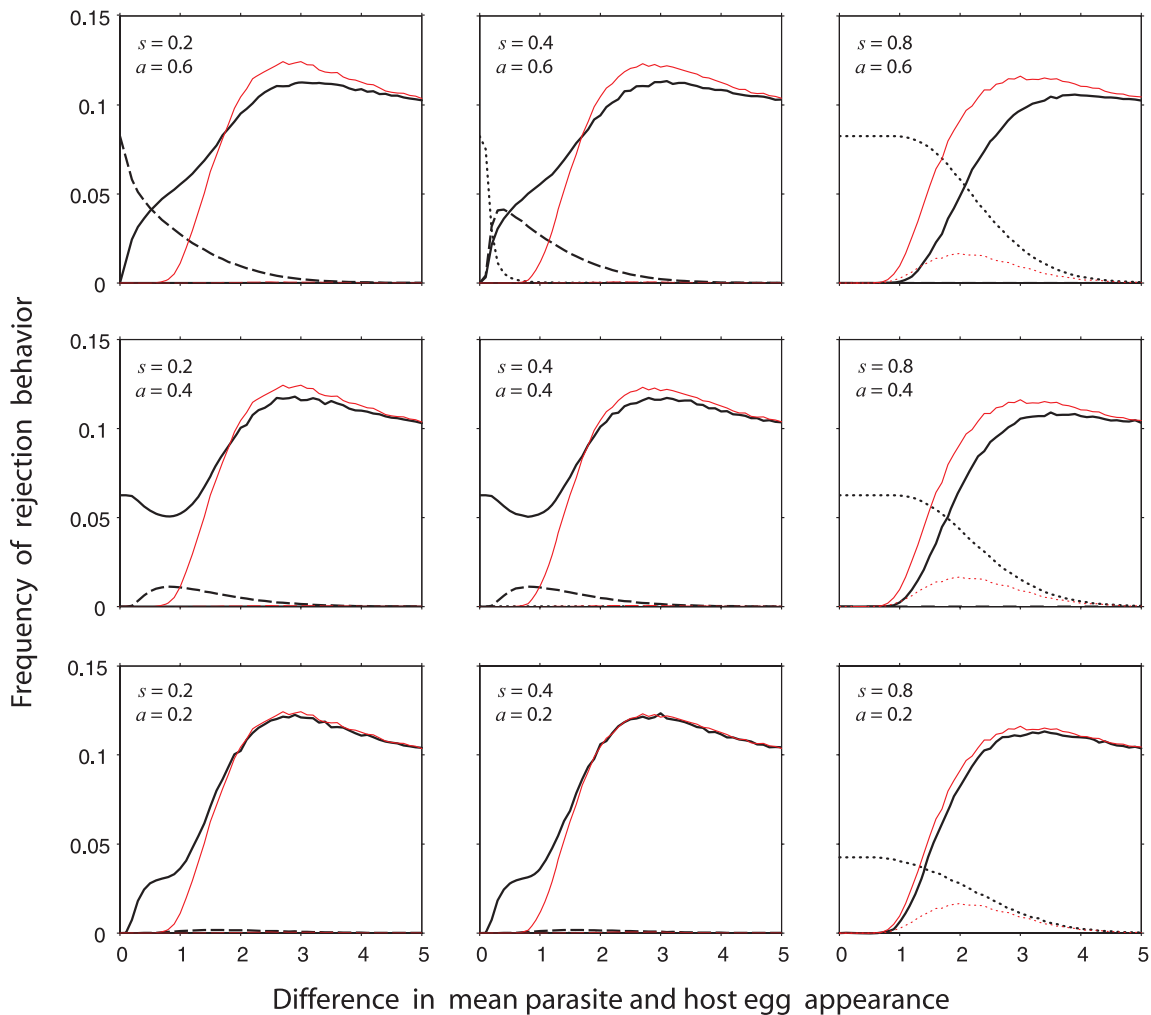 0.15
0.1
0.05
0
s = 0.2
a = 0.6
s = 0.4
a = 0.6
s = 0.8
a = 0.6
0.15
0.1
0.05
0
s = 0.2
a = 0.4
s = 0.4
a = 0.4
s = 0.8
a = 0.4
0.15
0.1
0.05
0
s = 0.2
a = 0.2
s = 0.4
a = 0.2
s = 0.8
a = 0.2
0 1 2 3 4 5
0 1 2 3 4 5
0 1 2 3 4 5
Frequency of rejection behavior
Difference in mean parasite and host egg appearance